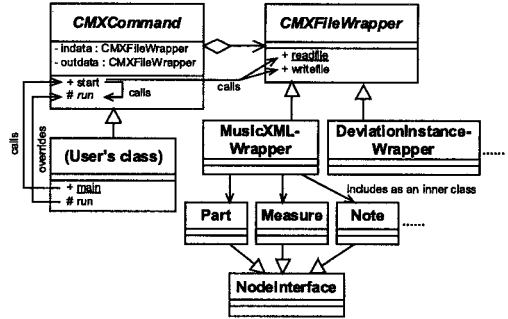 CMXCommand
- indata : CMXFileWrapper
- outdata : CMXFileWrapper
+ start
# run
calls
CMXFileWrapper
+ readfile
+ writefile
calls
calls
overrides
(User's class)
+ main
# run
MusicXML-
Wrapper
DeviationInstance-
Wrapper
......
Includes as an inner class
Part
Measure
Note
......
NodeInterface